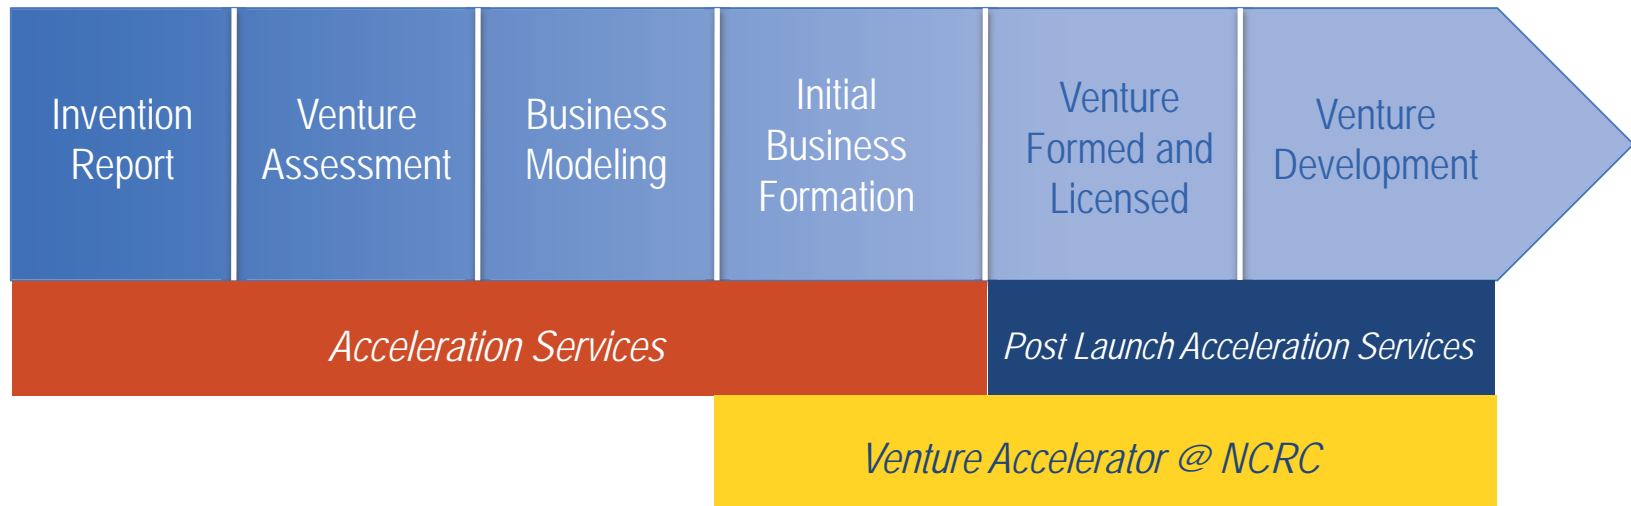 Invention
Report
Venture
Assessment
Business
Modeling
Initial
Business
Formation
Venture
Formed and
Licensed
Venture
Development
Acceleration Services
Post Launch Acceleration Services
Venture Accelerator @ NCRC